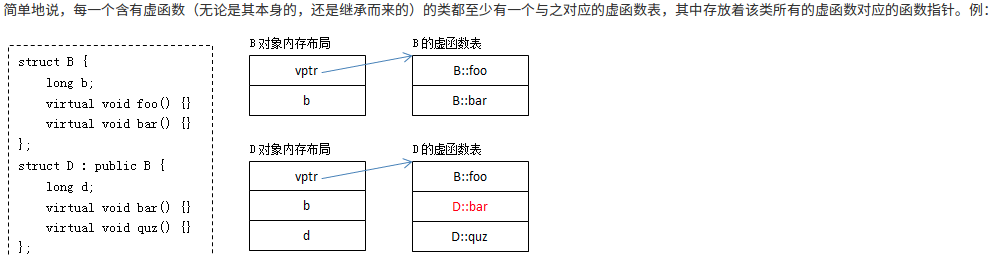 简单地说，每一个含有虚函数（无论是其本身的，还是继承而来的）的类都至少有一个与之对应的虚函数表，其中存放着该类所有的虚函数对应的函数指针。例：
struct B {
    long b;
    virtual void foo() {}
    virtual void bar() {}
};
struct D : public B {
    long d;
    virtual void bar() {}
    virtual void quz() {}
};
B 对象内存布局
vptr
b
B 的虚函数表
B::foo
B::bar
D 对象内存布局
vptr
b
d
D 的虚函数表
B::foo
D::bar
D::quz